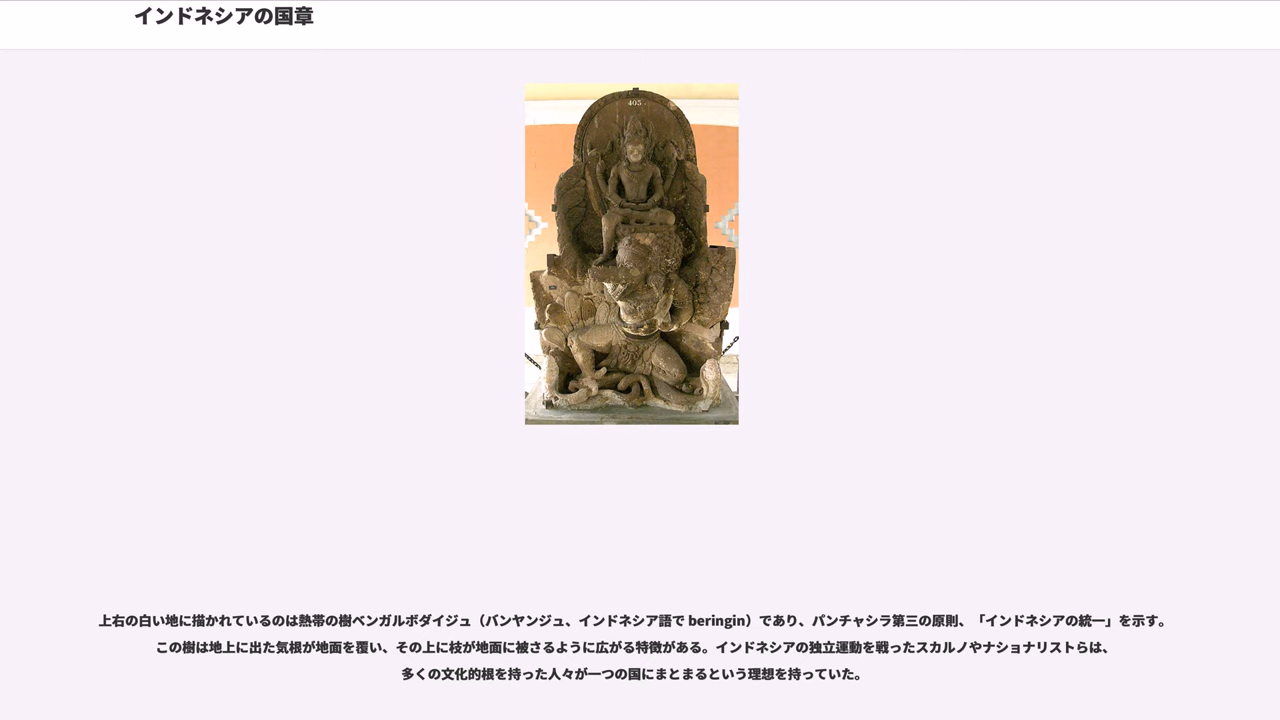 インドネシアの国章
405
上右の白い地に描かれているのは熱帯の樹ベンガルボダイジュ（バンヤンジュ、インドネシア語で beringin）であり、パンチャシラ第三の原則、「インドネシアの統一」を示す。
この樹は地上に出た気根が地面を覆い、その上に枝が地面に被さるように広がる特徴がある。インドネシアの独立運動を戦ったスカルノやナショナリストらは、
多くの文化的根を持った人々が一つの国にまとまるという理想を持っていた。